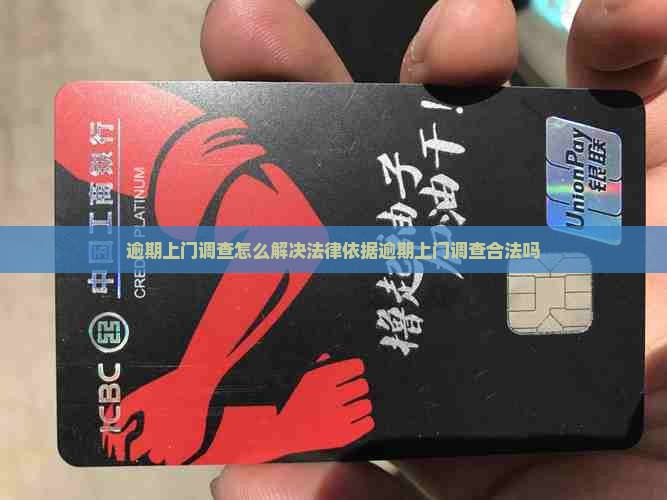 逾期上门调查怎么解决法律依据逾期上门调查合法吗
中国工商银行
CREDIT PLATINUM
ICBC
撸起袖子
加油干!
UnionPay
银联